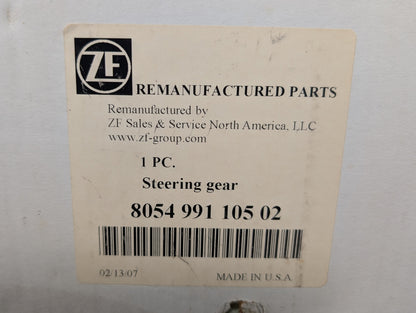 ZF
REMANUFACTURED PARTS
Remanufactured by
ZF Sales & Service North America, LLC
www.zf-group.com
1 PC.
Steering gear
8054 991 105 02
02/13/07 MADE IN U.S.A.